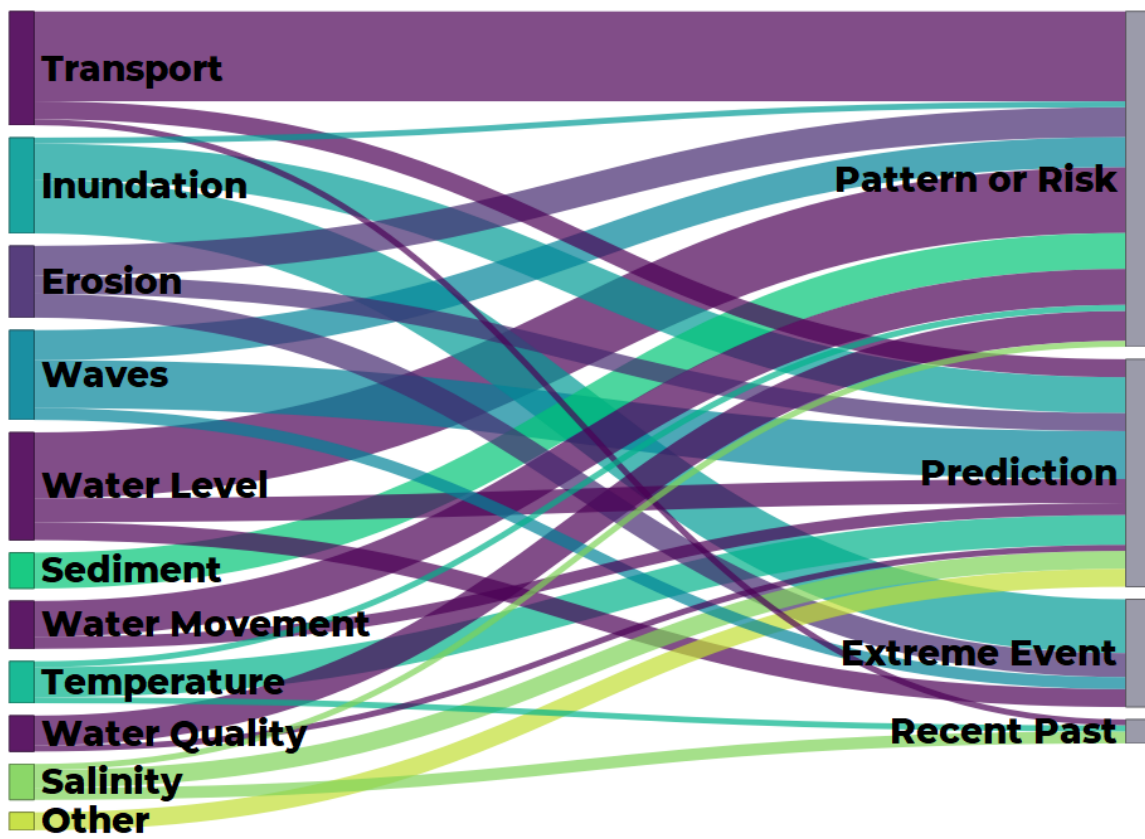 Transport
Inundation
Erosion
Waves
Water Level
Sediment
Water Movement
Temperature
Water Quality
Salinity
Other
Pattern or Risk
Prediction
Extreme Event
Recent Past